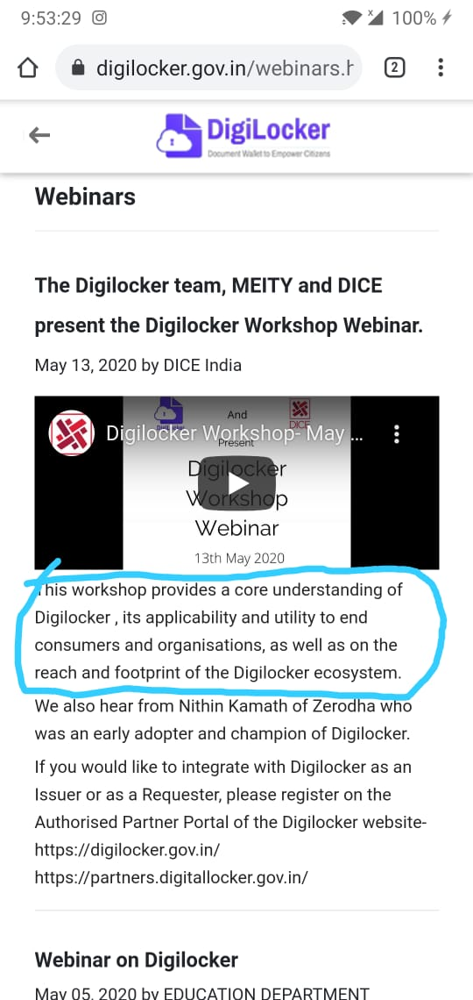 9:53:29
100%
digilocker.gov.in/webinars.h
2
DigiLocker
Document Wallet to Empower Citizens
Webinars
The Digilocker team, MEITY and DICE
present the Digilocker Workshop Webinar.
May 13, 2020 by DICE India
And
DICE
Digilocker Workshop- May ...
Present
Digilocker
Workshop
Webinar
13th May 2020
This workshop provides a core understanding of
Digilocker , its applicability and utility to end
consumers and organisations, as well as on the
reach and footprint of the Digilocker ecosystem.
We also hear from Nithin Kamath of Zerodha who
was an early adopter and champion of Digilocker.
If you would like to integrate with Digilocker as an
Issuer or as a Requester, please register on the
Authorised Partner Portal of the Digilocker website-
https://digilocker.gov.in/
https://partners.digitallocker.gov.in/
Webinar on Digilocker
May 05, 2020 by EDUCATION DEPARTMENT